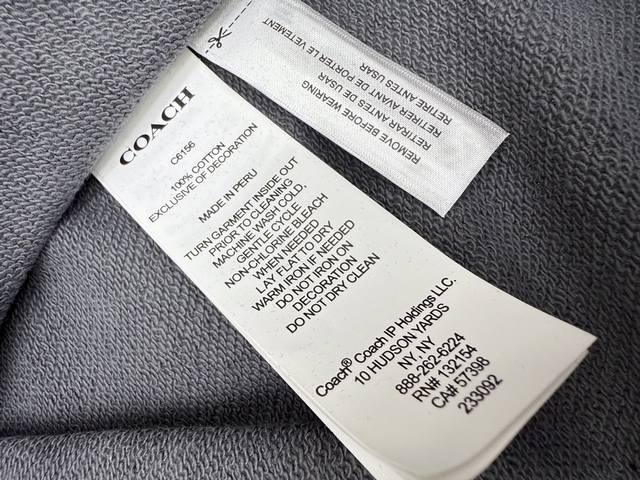 COACH
C6156
100% COTTON
EXCLUSIVE OF DECORATION
MADE IN PERU
TURN GARMENT INSIDE OUT
PRIOR TO CLEANING
MACHINE WASH COLD.
GENTLE CYCLE
NON-CHLORINE BLEACH
WHEN NEEDED
LAY FLAT TO DRY
WARM IRON IF NEEDED
DO NOT IRON ON
DECORATION
DO NOT DRY CLEAN
Coach® Coach IP Holdings LLC.
10 HUDSON YARDS
NY, NY
888-262-6224
RN# 132154
CA# 57398
233092
REMOVE BEFORE WEARING
RETIRAR ANTES DE USAR
RETIRER AVANT DE PORTER LE VETEMENT
RETIRE ANTES USAR